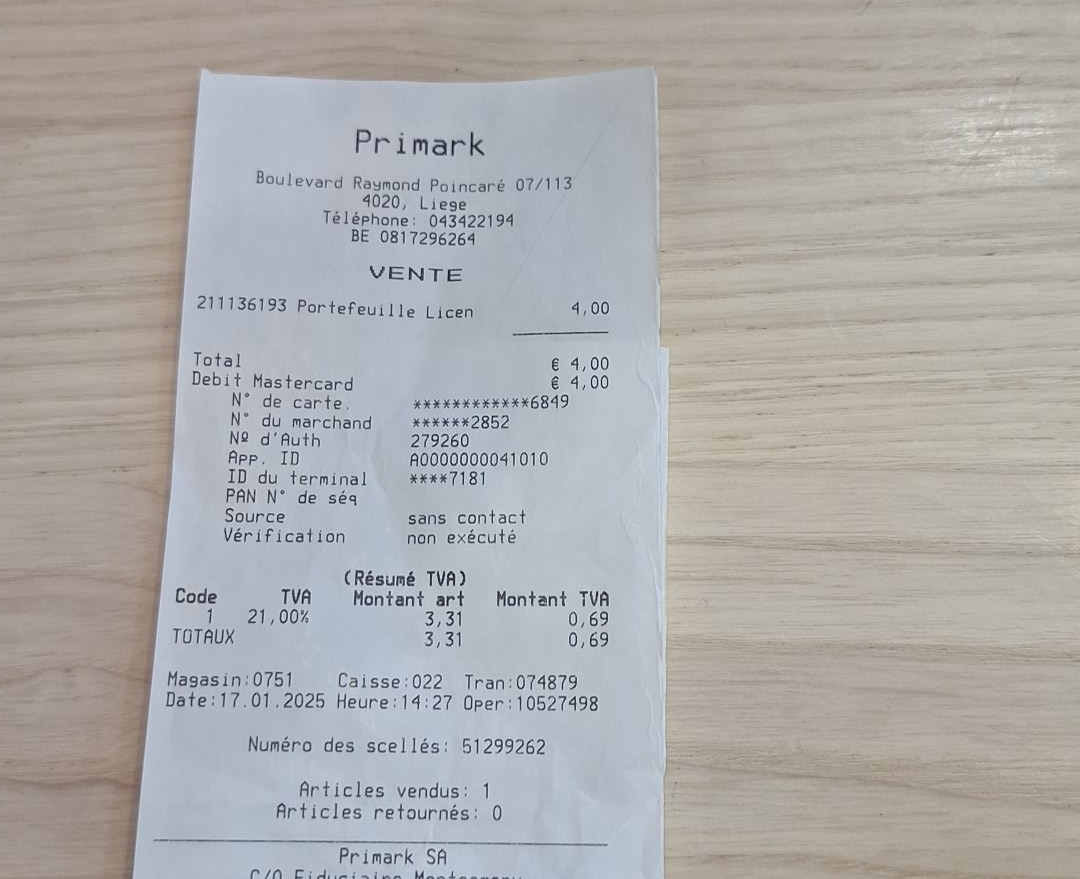 Primark
Boulevard Raymond Poincaré 07/113
4020, Liege
Téléphone: 043422194
BE 0817296264
VENTE
211136193 Portefeuille Licen 4,00
Total € 4,00
Debit Mastercard € 4,00
N° de carte. ************6849
N° du marchand ******2852
Nº d'Auth 279260
App. ID A0000000041010
ID du terminal ****7181
PAN N° de séq
Source sans contact
Vérification non exécuté
(Résumé TVA)
Code TVA Montant art Montant TVA
1 21,00% 3,31 0,69
TOTAUX 3,31 0,69
Magasin:0751 Caisse:022 Tran:074879
Date:17.01.2025 Heure:14:27 Oper:10527498
Numéro des scellés: 51299262
Articles vendus: 1
Articles retournés: 0
Primark SA
C/O